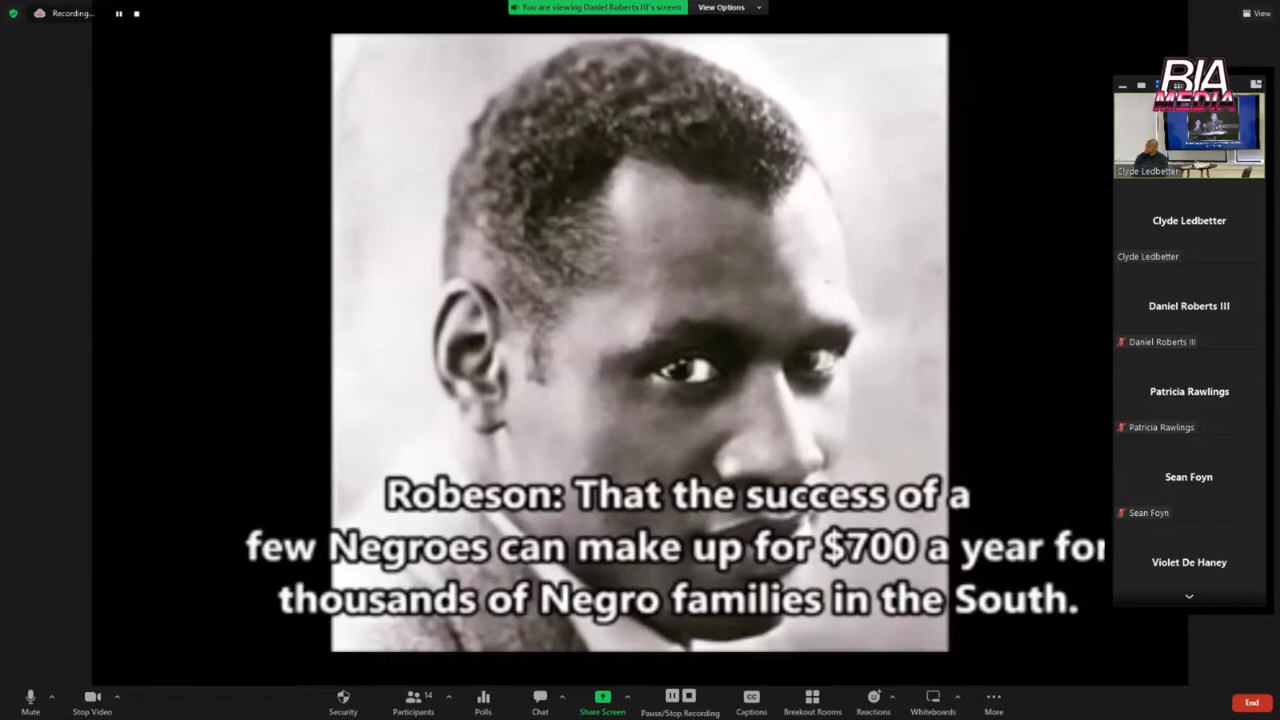 Recording...
You are viewing Daniel Roberts III's screen
View Options
View
BIA
MEDIA
Clyde Ledbetter
Clyde Ledbetter
Clyde Ledbetter
Daniel Roberts III
Daniel Roberts III
Patricia Rawlings
Patricia Rawlings
Sean Foyn
Sean Foyn
Violet De Haney
Robeson: That the success of a
few Negroes can make up for $700 a year for
thousands of Negro families in the South.
Mute
Stop Video
Security
Participants
14
Polls
Chat
Share Screen
Pause/Stop Recording
Captions
Breakout Rooms
Reactions
Whiteboards
More
End